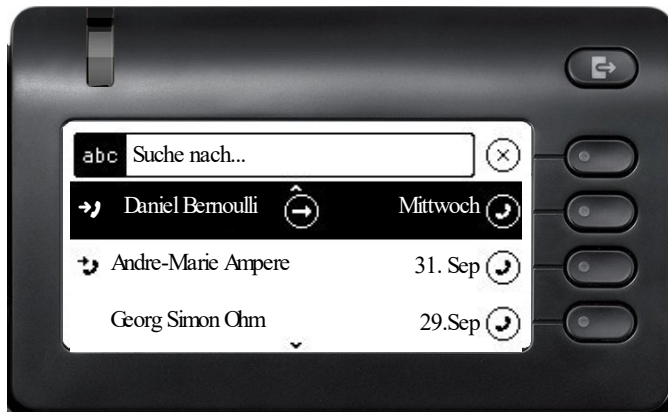 abc Suche nach...
Daniel Bernoulli Mittwoch
Andre-Marie Ampere 31. Sep
Georg Simon Ohm 29.Sep